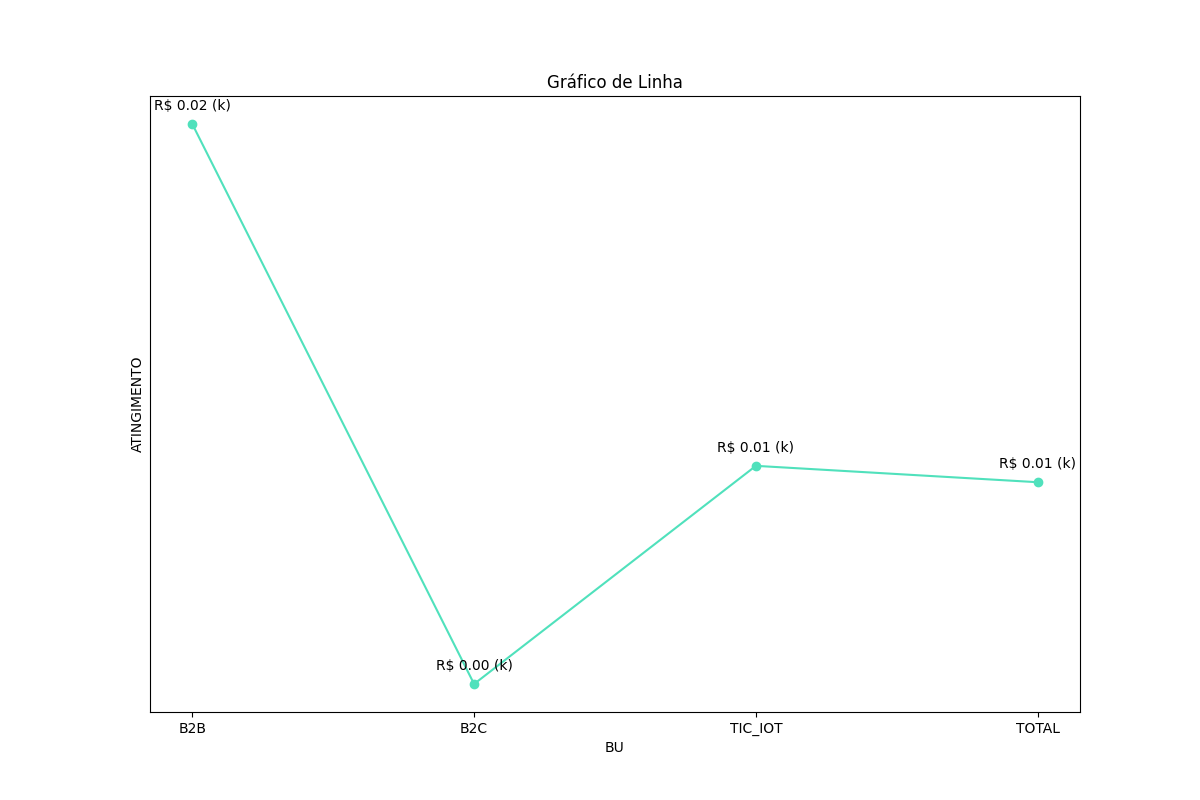 Gráfico de Linha
R$ 0.02 (k)
R$ 0.01 (k)
R$ 0.01 (k)
R$ 0.00 (k)
ATINGIMENTO
B2B
B2C
TIC_IOT
TOTAL
BU